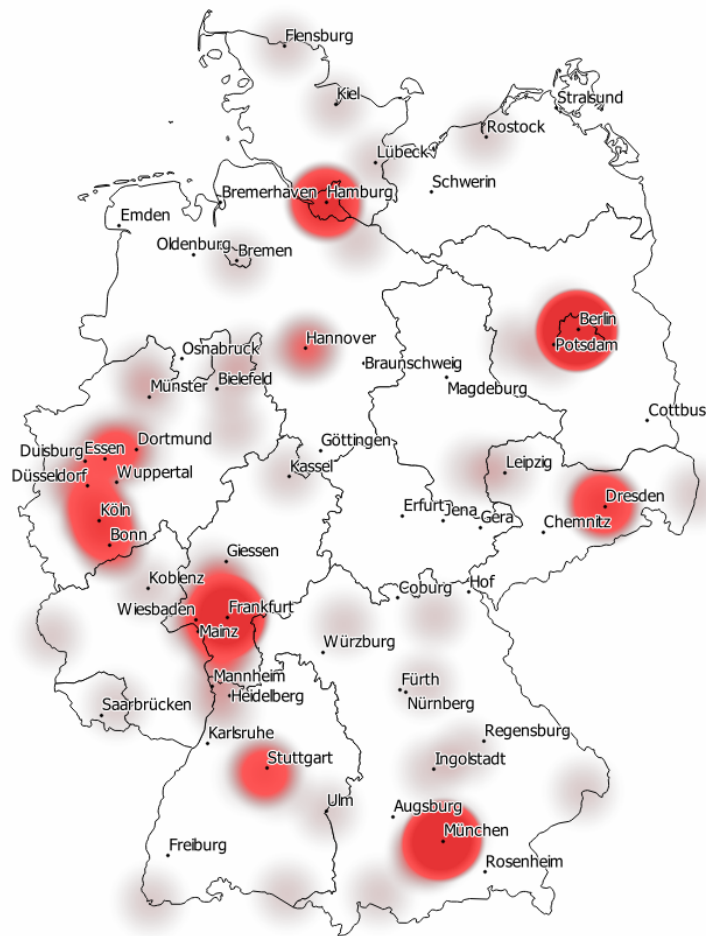 Flensburg
Kiel
Stralsund
Rostock
Lübeck
Schwerin
Bremerhaven
Hamburg
Emden
Oldenburg
Bremen
Berlin
Potsdam
Hannover
Osnabruck
Braunschweig
Bielefeld
Magdeburg
Münster
Cottbus
Dortmund
Göttingen
Duisburg
Essen
Kassel
Leipzig
Düsseldorf
Wuppertal
Dresden
Köln
Erfurt
Jena
Gera
Chemnitz
Bonn
Giessen
Koblenz
Coburg
Hof
Wiesbaden
Frankfurt
Mainz
Würzburg
Mannheim
Fürth
Heidelberg
Nürnberg
Saarbrücken
Karlsruhe
Regensburg
Stuttgart
Ingolstadt
Ulm
Augsburg
München
Freiburg
Rosenheim